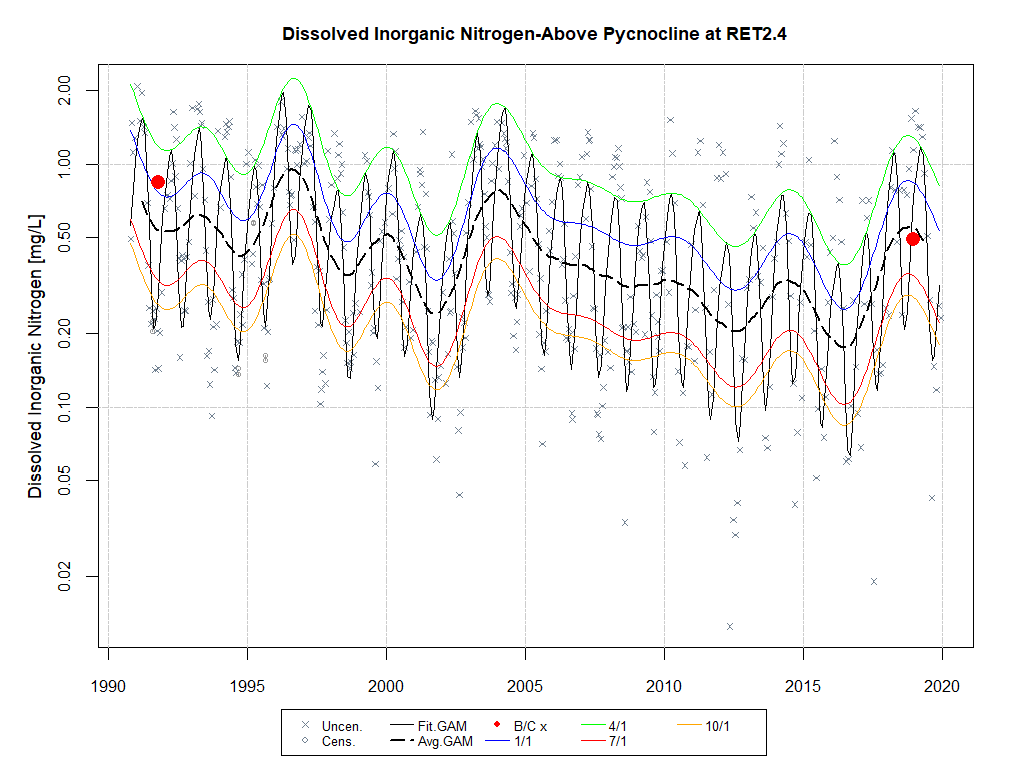 Dissolved Inorganic Nitrogen-Above Pycnocline at RET2.4
Dissolved Inorganic Nitrogen [mg/L]
2.00
1.00
0.50
0.20
0.10
0.05
0.02
1990 1995 2000 2005 2010 2015 2020
Uncen. Fit.GAM B/C x 4/1 10/1
Cens. Avg.GAM 1/1 7/1